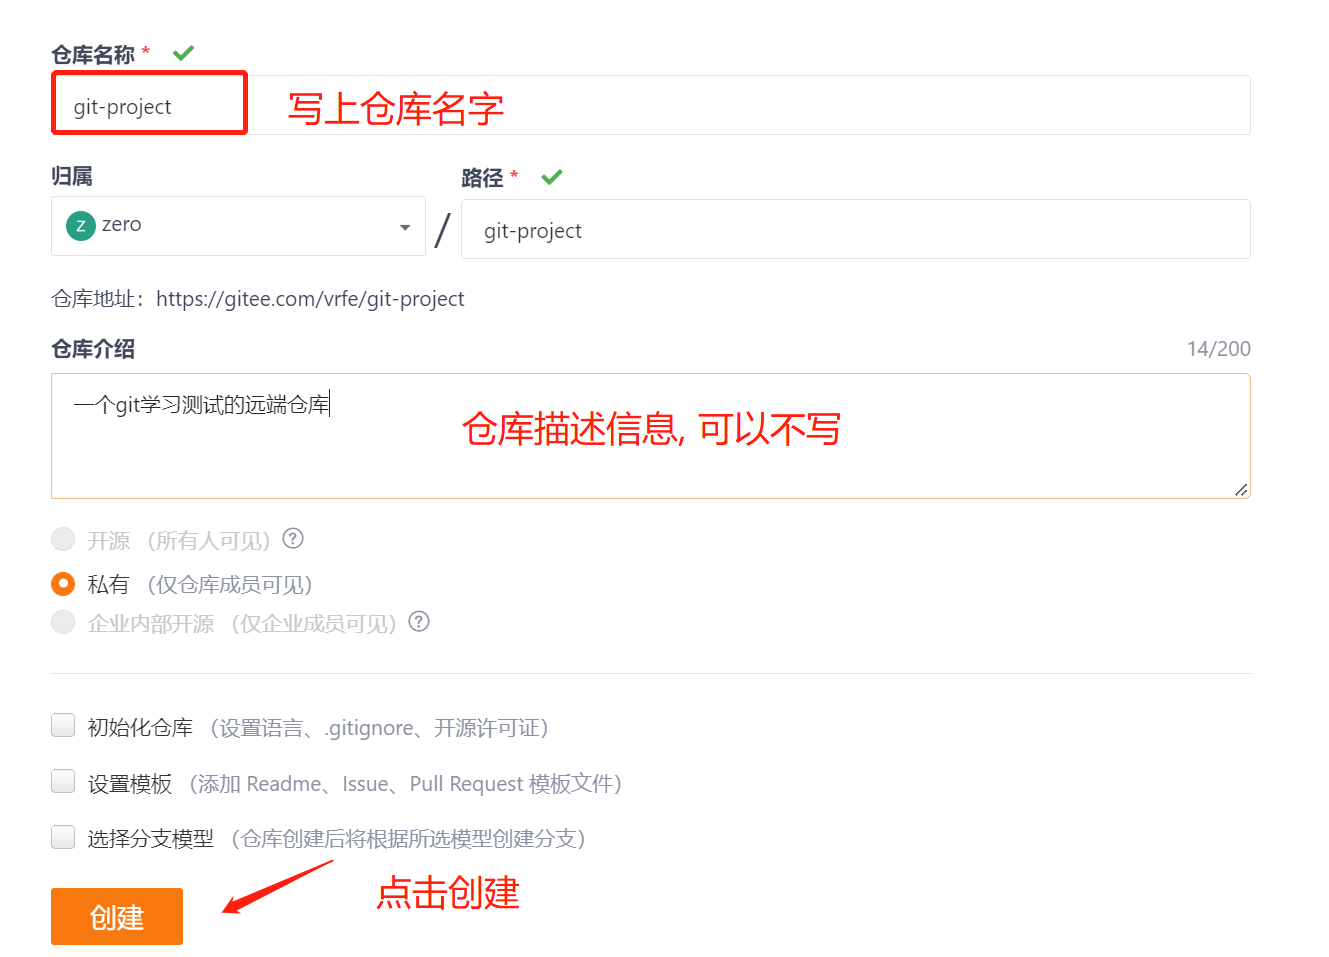 仓库名称 *
git-project 写上仓库名字
归属 路径 *
Z zero / git-project
仓库地址：https://gitee.com/vrfe/git-project
仓库介绍 14/200
一个git学习测试的远端仓库
仓库描述信息, 可以不写
开源 （所有人可见） ?
私有 （仅仓库成员可见）
企业内部开源 （仅企业成员可见） ?
初始化仓库 （设置语言、.gitignore、开源许可证）
设置模板 （添加 Readme、Issue、Pull Request 模板文件）
选择分支模型 （仓库创建后将根据所选模型创建分支）
点击创建
创建